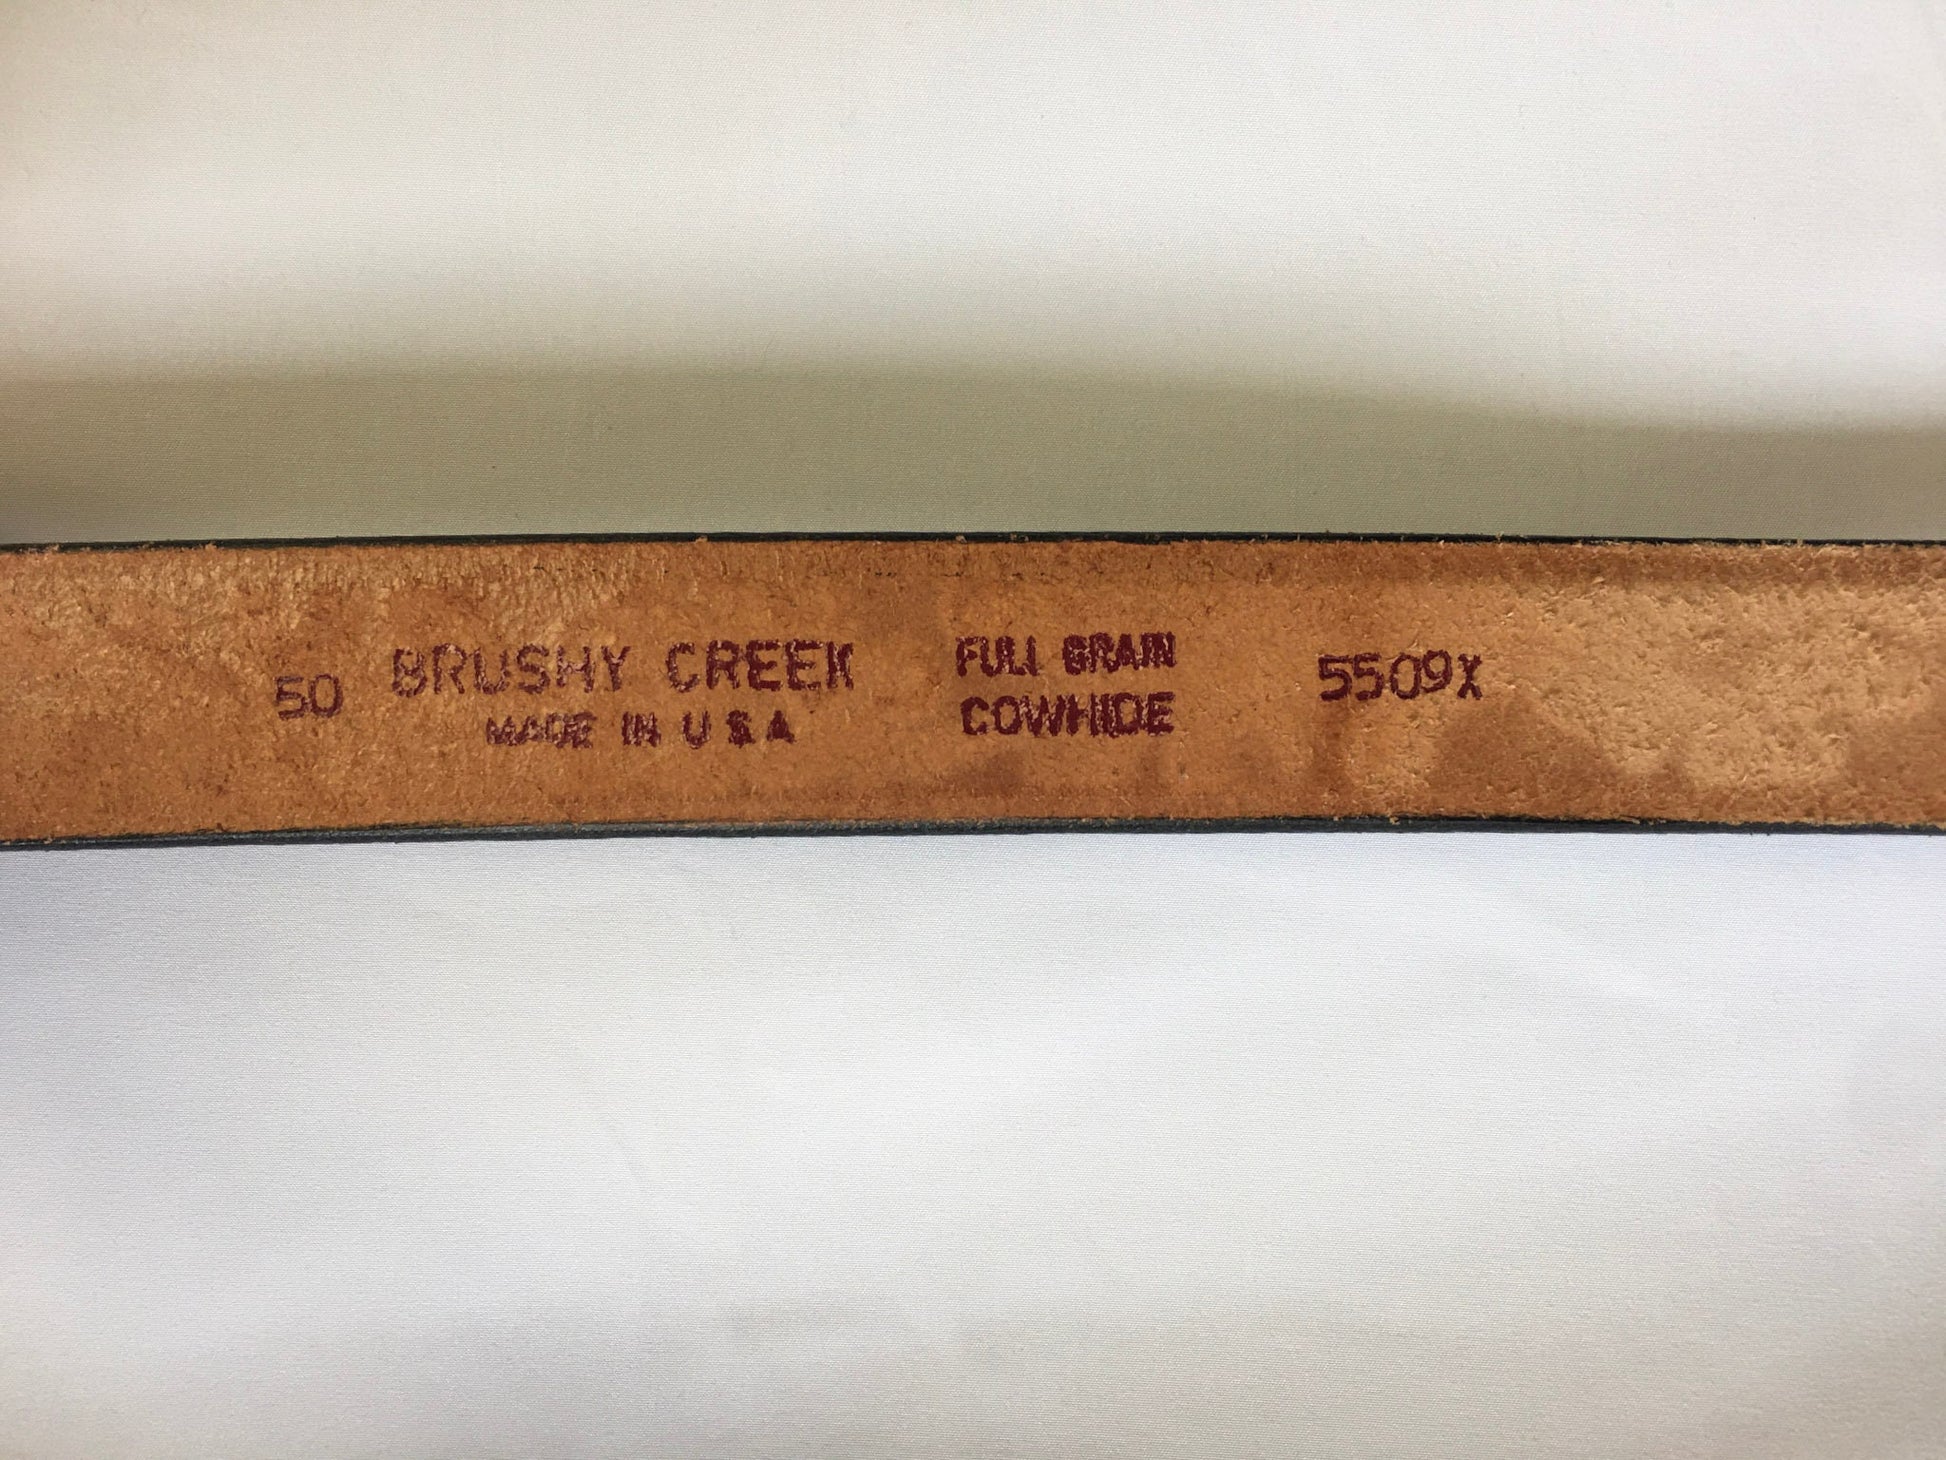 50
BRUSHY CREEK
MADE IN U S A
FULL GRAIN
COWHIDE
5509X